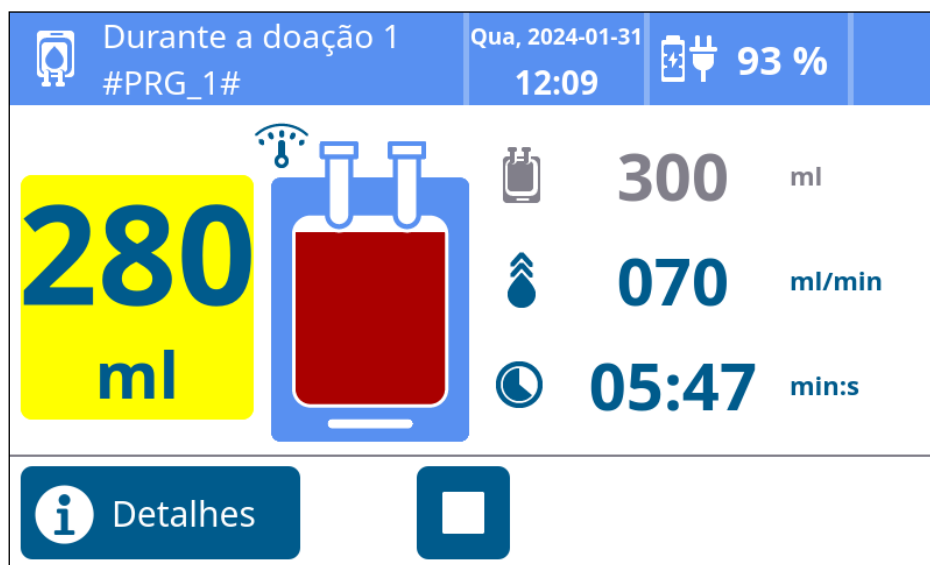 Durante a doação 1
#PRG_1#
Qua, 2024-01-31
12:09
93 %
280
ml
300 ml
070 ml/min
05:47 min:s
Detalhes